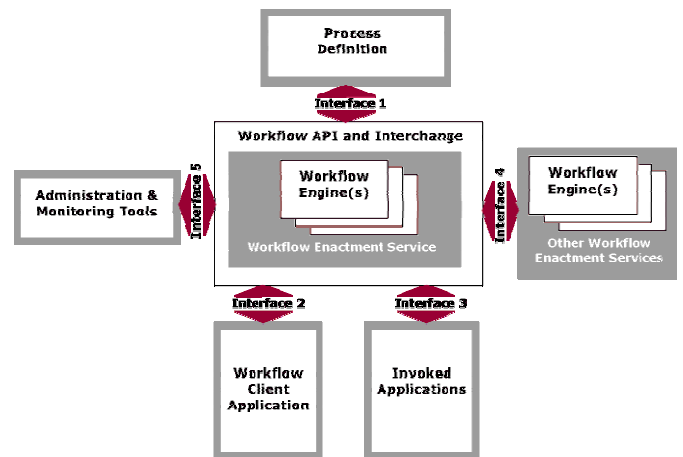 Process
Definition
Interface 1
Workflow API and Interchange
Workflow
Engine(s)
Workflow Enactment Service
Interface 5
Administration &
Monitoring Tools
Interface 4
Workflow
Engine(s)
Other Workflow
Enactment Services
Interface 2
Interface 3
Workflow
Client
Application
Invoked
Applications